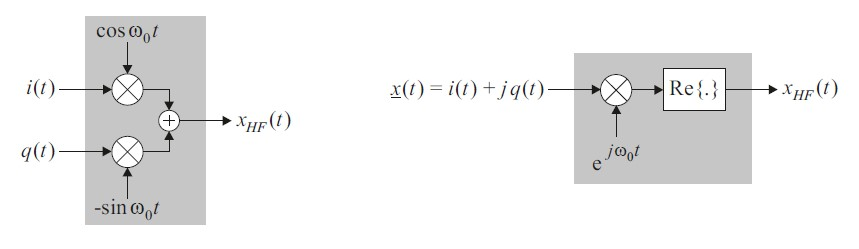 cos ω₀t
i(t)
x_HF(t)
q(t)
-sin ω₀t
x(t) = i(t) + j q(t)
Re{.}
x_HF(t)
e^jω₀t